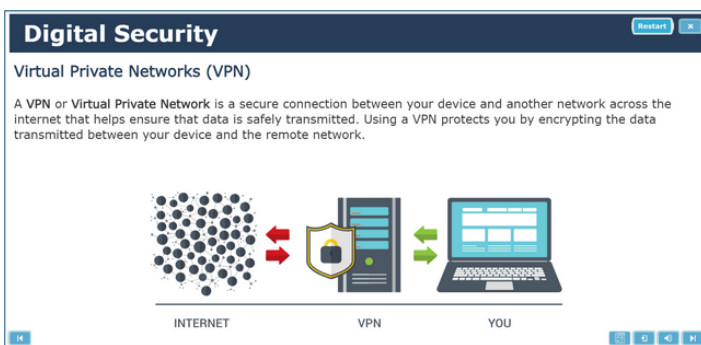 Digital Security
Restart
x
Virtual Private Networks (VPN)
A VPN or Virtual Private Network is a secure connection between your device and another network across the
internet that helps ensure that data is safely transmitted. Using a VPN protects you by encrypting the data
transmitted between your device and the remote network.
INTERNET
VPN
YOU